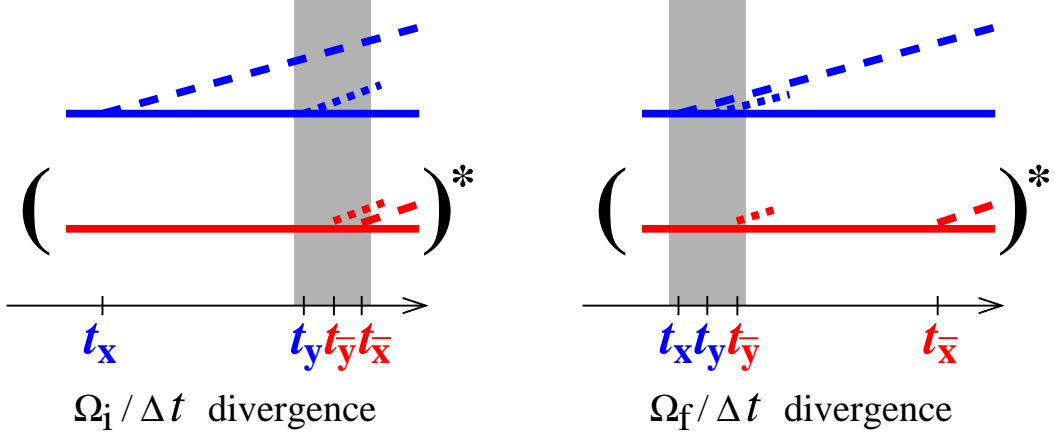 ( )* ( )*
t_x t_y t_ȳ t_x̄ t_x t_y t_ȳ t_x̄
Ω_i / Δt divergence Ω_f / Δt divergence